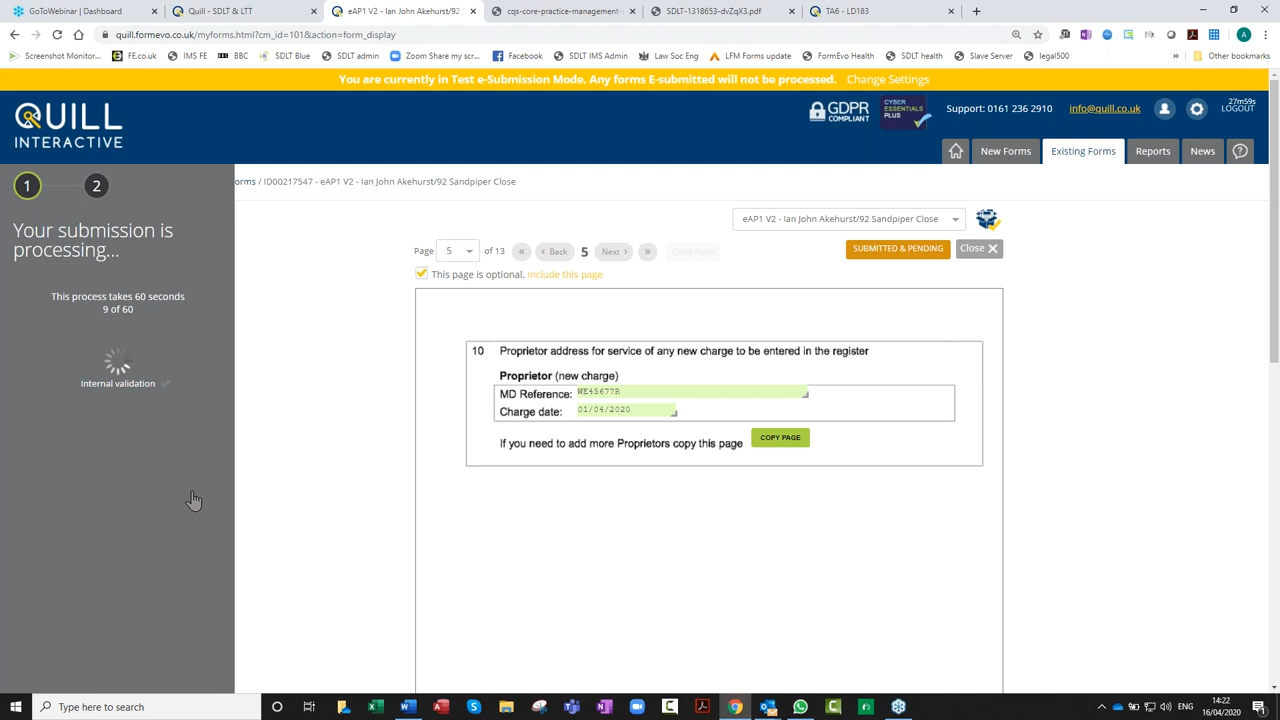 GoToWebinar | Dashboard
Quill - SDLT & LTT
eAP1 V2 - Ian John Akehurst/92 S
cqs-core-practice-management-
SDLT-1318653-dvZqX3.pdf
TA6 - LD183
quill.formevo.co.uk/myforms.html?cm_id=101&action=form_display
Screenshot Monitor...
FE.co.uk
IMS FE
BBC
SDLT Blue
SDLT admin
Zoom Share my scr...
Facebook
SDLT IMS Admin
Law Soc Eng
LFM Forms update
FormEvo Health
SDLT health
Slave Server
legal500
»
Other bookmarks
You are currently in Test e-Submission Mode. Any forms E-submitted will not be processed. Change Settings
QUILL
INTERACTIVE
GDPR
COMPLIANT
CYBER
ESSENTIALS
PLUS
Support: 0161 236 2910
info@quill.co.uk
27m59s
LOGOUT
New Forms
Existing Forms
Reports
News
1
2
orms / ID00217547 - eAP1 V2 - Ian John Akehurst/92 Sandpiper Close
Your submission is
processing...
This process takes 60 seconds
9 of 60
Internal validation
eAP1 V2 - Ian John Akehurst/92 Sandpiper Close
Page 5 of 13 « ‹ Back 5 Next › » Copy Page
SUBMITTED & PENDING
Close X
This page is optional. Include this page
10 Proprietor address for service of any new charge to be entered in the register
Proprietor (new charge)
MD Reference: WE45677R
Charge date: 01/04/2020
If you need to add more Proprietors copy this page COPY PAGE
Type here to search
14:22
16/04/2020